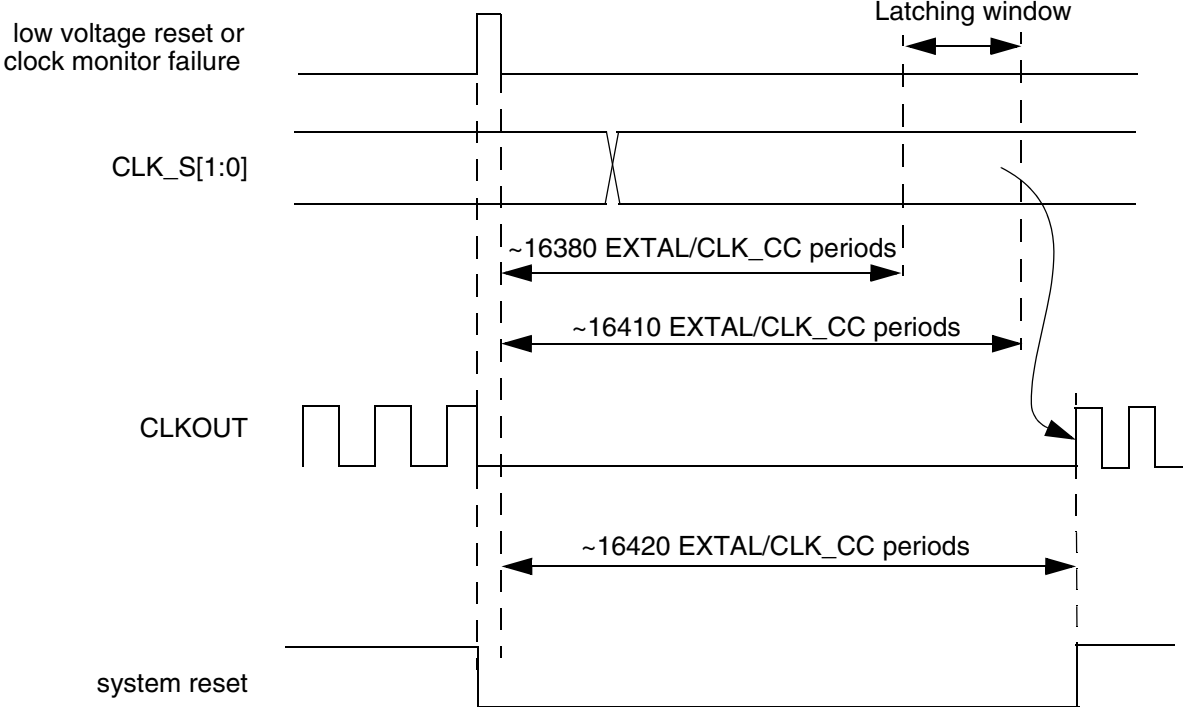 Latching window
low voltage reset or
clock monitor failure
CLK_S[1:0]
~16380 EXTAL/CLK_CC periods
~16410 EXTAL/CLK_CC periods
CLKOUT
~16420 EXTAL/CLK_CC periods
system reset